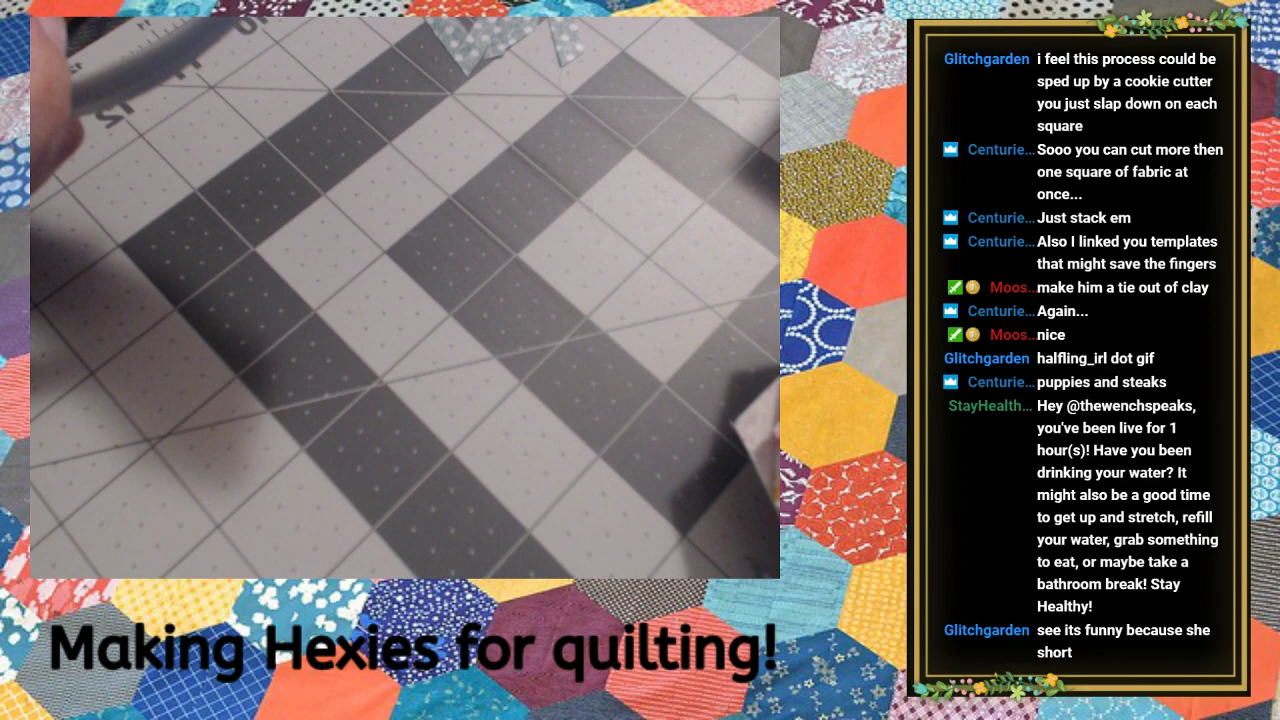 Glitchgarden i feel this process could be
sped up by a cookie cutter
you just slap down on each
square
Centurie... Sooo you can cut more then
one square of fabric at
once...
Centurie... Just stack em
Centurie... Also I linked you templates
that might save the fingers
Moos... make him a tie out of clay
Centurie... Again...
Moos... nice
Glitchgarden halfling_irl dot gif
Centurie... puppies and steaks
StayHealth... Hey @thewenchspeaks,
you've been live for 1
hour(s)! Have you been
drinking your water? It
might also be a good time
to get up and stretch, refill
your water, grab something
to eat, or maybe take a
bathroom break! Stay
Healthy!
Glitchgarden see its funny because she
short
Making Hexies for quilting!